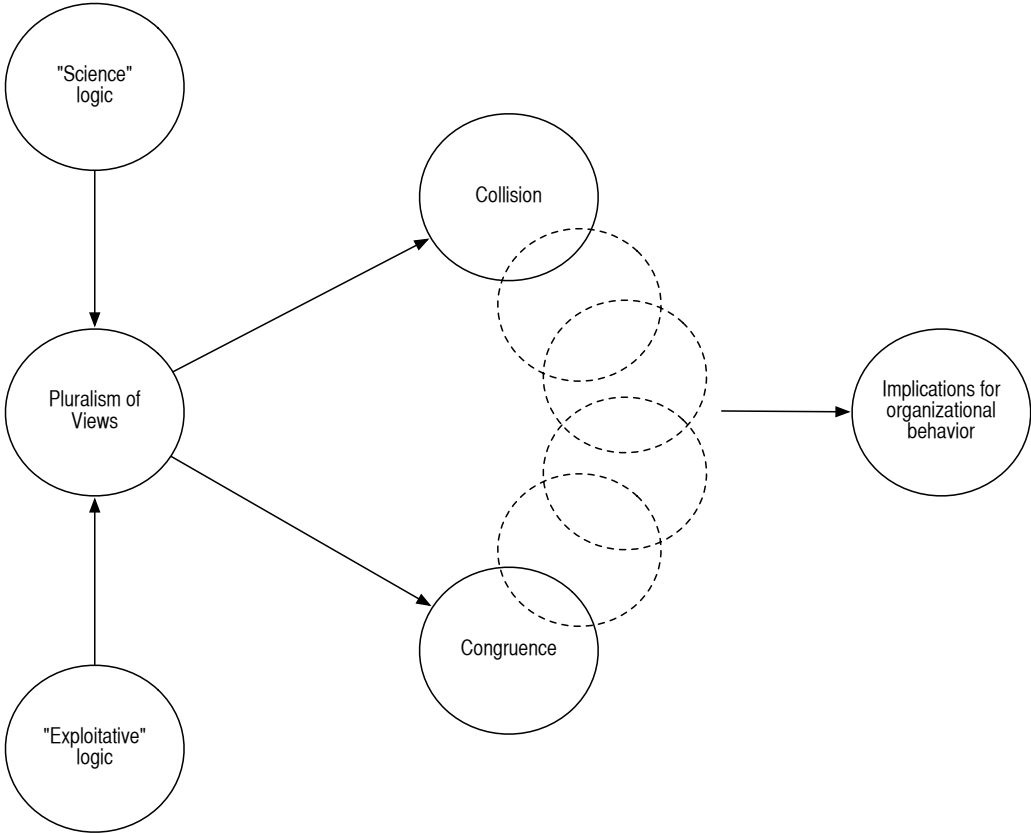 "Science"
logic
Collision
Pluralism of
Views
Implications for
organizational
behavior
Congruence
"Exploitative"
logic